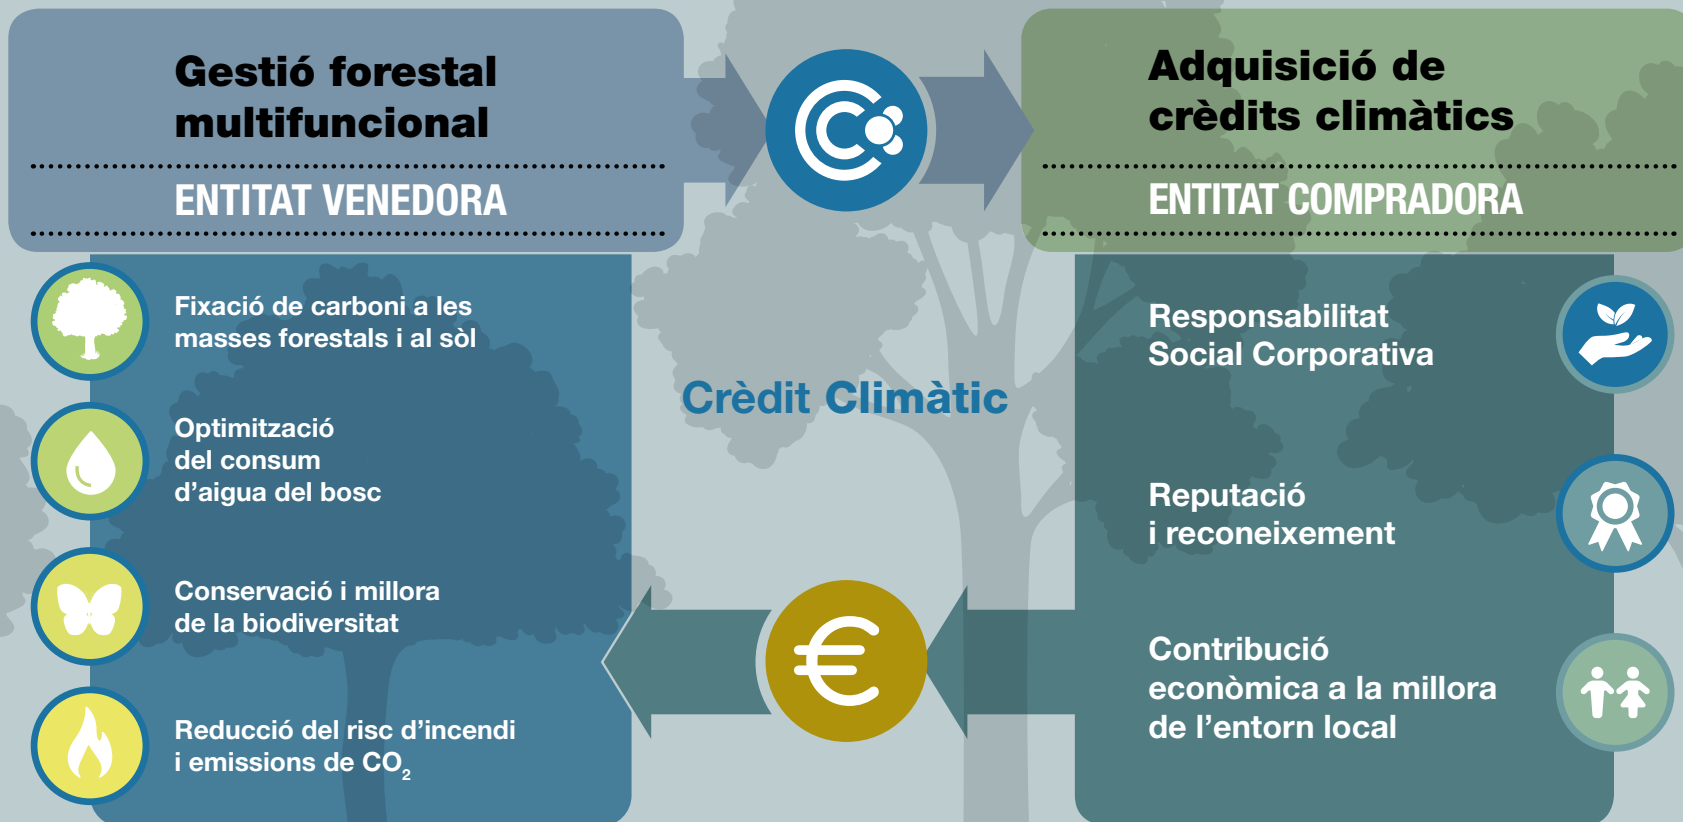 Gestió forestal
multifuncional
ENTITAT VENEDORA
Fixació de carboni a les
masses forestals i al sòl
Optimització
del consum
d’aigua del bosc
Conservació i millora
de la biodiversitat
Reducció del risc d’incendi
i emissions de CO₂
Crèdit Climàtic
€
Adquisició de
crèdits climàtics
ENTITAT COMPRADORA
Responsabilitat
Social Corporativa
Reputació
i reconeixement
Contribució
econòmica a la millora
de l’entorn local